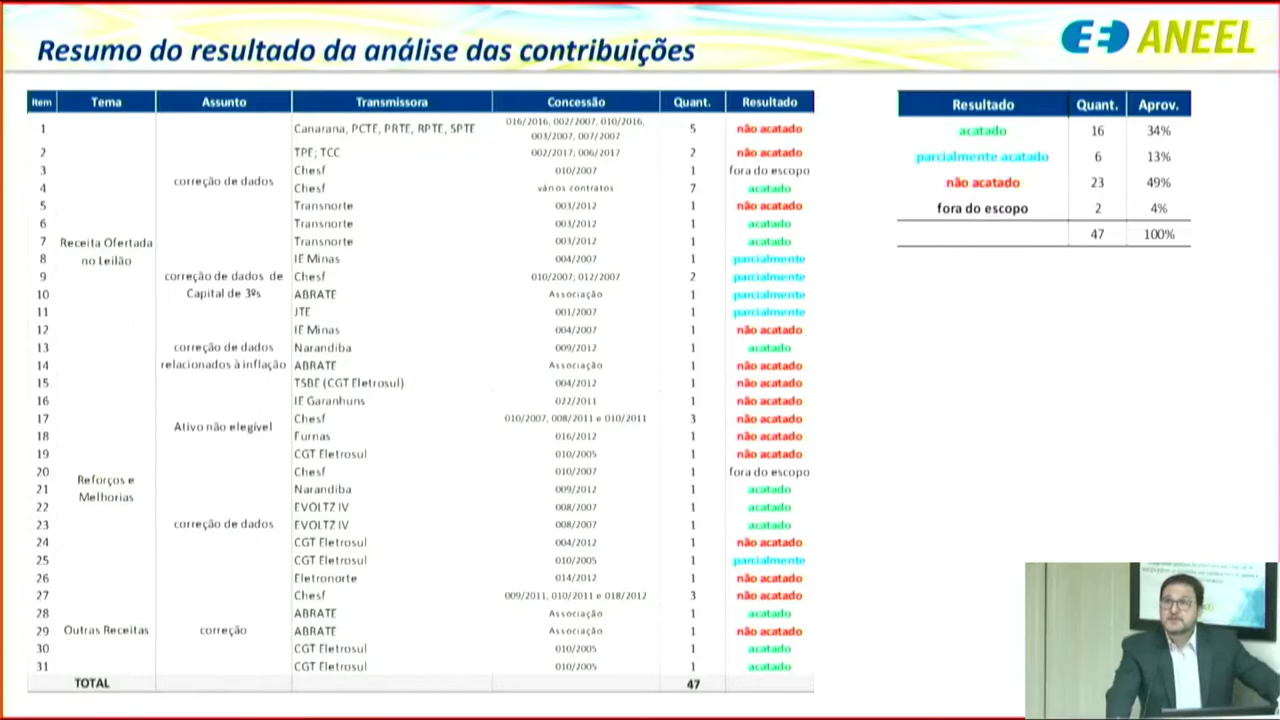 Resumo do resultado da análise das contribuições
ANEEL
Item Tema Assunto Transmissora Concessão Quant. Resultado
1 Canarana, PCTE, PRTE, RPTE, SPTE 016/2016, 002/2007, 010/2016, 003/2007, 007/2007 5 não acatado
2 TPE; TCC 002/2017; 006/2017 2 não acatado
3 Chesf 010/2007 1 fora do escopo
correção de dados
4 Chesf vários contratos 7 acatado
5 Transnorte 003/2012 1 não acatado
6 Transnorte 003/2012 1 acatado
7 Transnorte 003/2012 1 acatado
Receita Ofertada
no Leilão
8 IE Minas 004/2007 1 parcialmente
9 correção de dados de Chesf 010/2007; 012/2007 2 parcialmente
10 Capital de 3ºs ABRATE Associação 1 parcialmente
11 JTE 001/2007 1 parcialmente
12 IE Minas 004/2007 1 não acatado
13 correção de dados Narandiba 009/2012 1 acatado
14 relacionados à inflação ABRATE Associação 1 não acatado
15 TSBE (CGT Eletrosul) 004/2012 1 não acatado
16 IE Garanhuns 022/2011 1 não acatado
17 Chesf 010/2007, 008/2011 e 010/2011 3 não acatado
Ativo não elegível
18 Furnas 016/2012 1 não acatado
19 CGT Eletrosul 010/2005 1 não acatado
20 Chesf 010/2007 1 fora do escopo
Reforços e
Melhorias
21 Narandiba 009/2012 1 acatado
22 EVOLTZ IV 008/2007 1 acatado
23 correção de dados EVOLTZ IV 008/2007 1 acatado
24 CGT Eletrosul 004/2012 1 não acatado
25 CGT Eletrosul 010/2005 1 parcialmente
26 Eletronorte 014/2012 1 não acatado
27 Chesf 009/2011, 010/2011 e 018/2012 3 não acatado
28 ABRATE Associação 1 acatado
29 Outras Receitas correção ABRATE Associação 1 não acatado
30 CGT Eletrosul 010/2005 1 acatado
31 CGT Eletrosul 010/2005 1 acatado
TOTAL 47
Resultado Quant. Aprov.
acatado 16 34%
parcialmente acatado 6 13%
não acatado 23 49%
fora do escopo 2 4%
47 100%